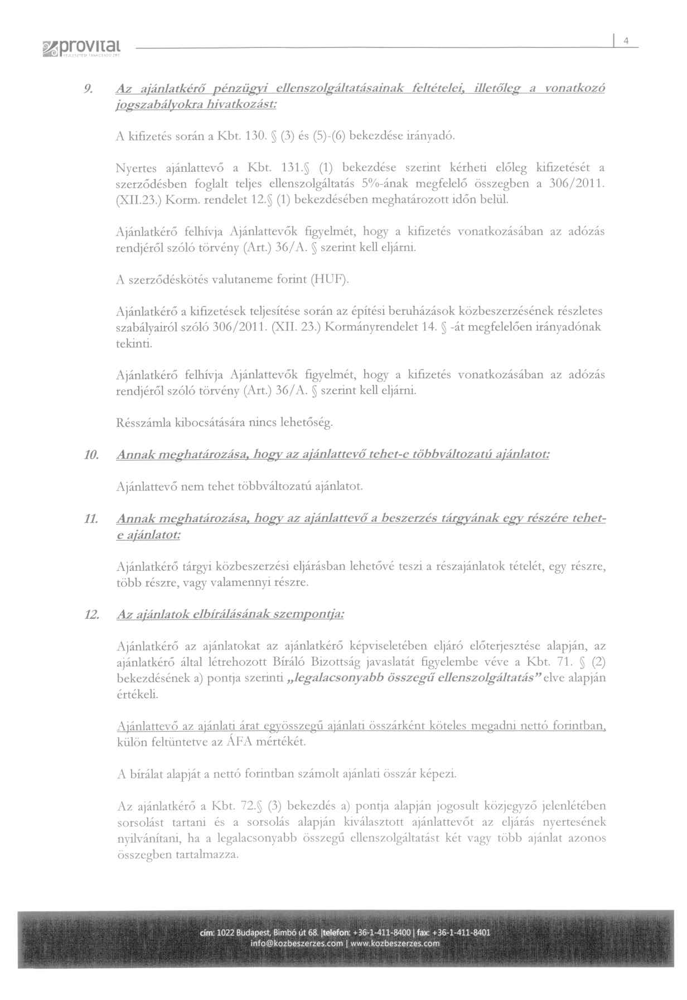 provital
FEJLESZTÉSI TANÁCSADÓ ZRT.
4
9. Az ajánlatkérő pénzügyi ellenszolgáltatásainak feltételei, illetőleg a vonatkozó
jogszabályokra hivatkozást:
A kifizetés során a Kbt. 130. § (3) és (5)-(6) bekezdése irányadó.
Nyertes ajánlattevő a Kbt. 131.§ (1) bekezdése szerint kérheti előleg kifizetését a
szerződésben foglalt teljes ellenszolgáltatás 5%-ának megfelelő összegben a 306/2011.
(XII.23.) Korm. rendelet 12.§ (1) bekezdésében meghatározott időn belül.
Ajánlatkérő felhívja Ajánlattevők figyelmét, hogy a kifizetés vonatkozásában az adózás
rendjéről szóló törvény (Art.) 36/A. § szerint kell eljárni.
A szerződéskötés valutaneme forint (HUF).
Ajánlatkérő a kifizetések teljesítése során az építési beruházások közbeszerzésének részletes
szabályairól szóló 306/2011. (XII. 23.) Kormányrendelet 14. § -át megfelelően irányadónak
tekinti.
Ajánlatkérő felhívja Ajánlattevők figyelmét, hogy a kifizetés vonatkozásában az adózás
rendjéről szóló törvény (Art.) 36/A. § szerint kell eljárni.
Résszámla kibocsátására nincs lehetőség.
10. Annak meghatározása, hogy az ajánlattevő tehet-e többváltozatú ajánlatot:
Ajánlattevő nem tehet többváltozatú ajánlatot.
11. Annak meghatározása, hogy az ajánlattevő a beszerzés tárgyának egy részére tehet-
e ajánlatot:
Ajánlatkérő tárgyi közbeszerzési eljárásban lehetővé teszi a részajánlatok tételét, egy részre,
több részre, vagy valamennyi részre.
12. Az ajánlatok elbírálásának szempontja:
Ajánlatkérő az ajánlatokat az ajánlatkérő képviseletében eljáró előterjesztése alapján, az
ajánlatkérő által létrehozott Bíráló Bizottság javaslatát figyelembe véve a Kbt. 71. § (2)
bekezdésének a) pontja szerinti „legalacsonyabb összegű ellenszolgáltatás” elve alapján
értékeli.
Ajánlattevő az ajánlati árat egyösszegű ajánlati összárként köteles megadni nettó forintban,
külön feltüntetve az ÁFA mértékét.
A bírálat alapját a nettó forintban számolt ajánlati összár képezi.
Az ajánlatkérő a Kbt. 72.§ (3) bekezdés a) pontja alapján jogosult közjegyző jelenlétében
sorsolást tartani és a sorsolás alapján kiválasztott ajánlattevőt az eljárás nyertesének
nyilvánítani, ha a legalacsonyabb összegű ellenszolgáltatást két vagy több ajánlat azonos
összegben tartalmazza.
cím: 1022 Budapest, Bimbó út 68. |telefon: +36-1-411-8400 | fax: +36-1-411-8401
info@kozbeszerzes.com | www.kozbeszerzes.com